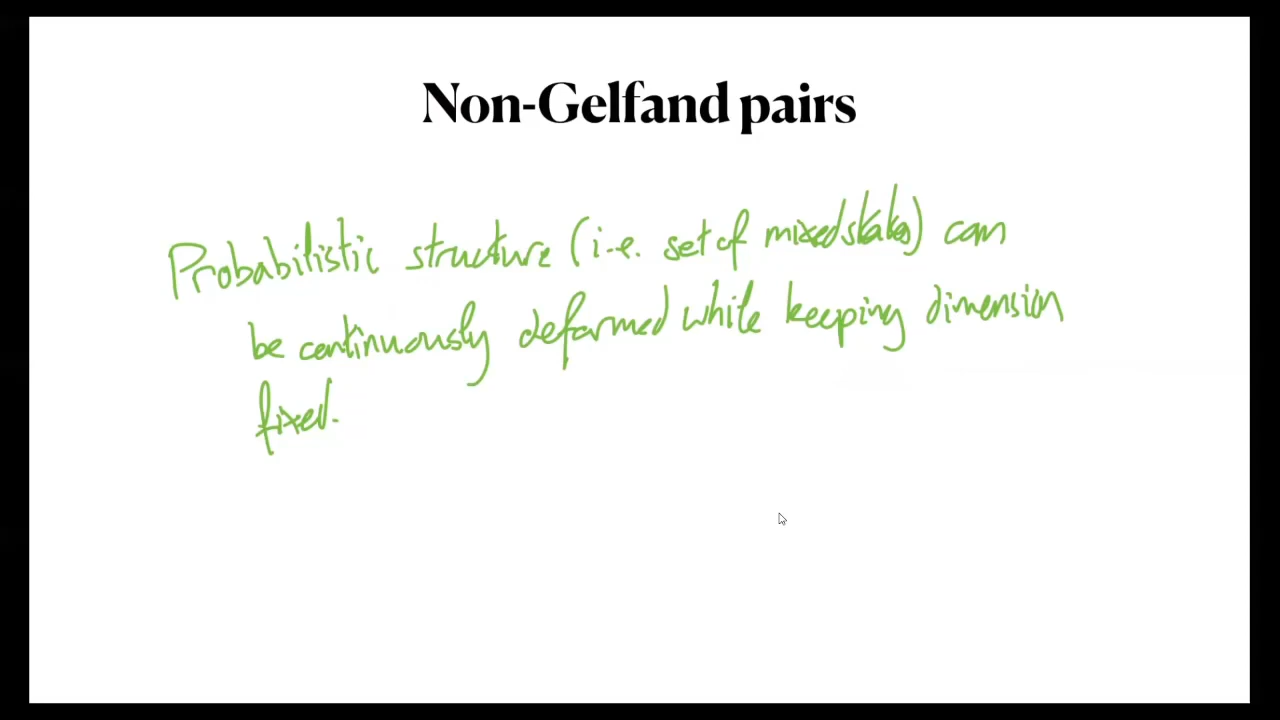 Non-Gelfand pairs
Probabilistic structure (i.e. set of mixed states) can
be continuously deformed while keeping dimension
fixed.